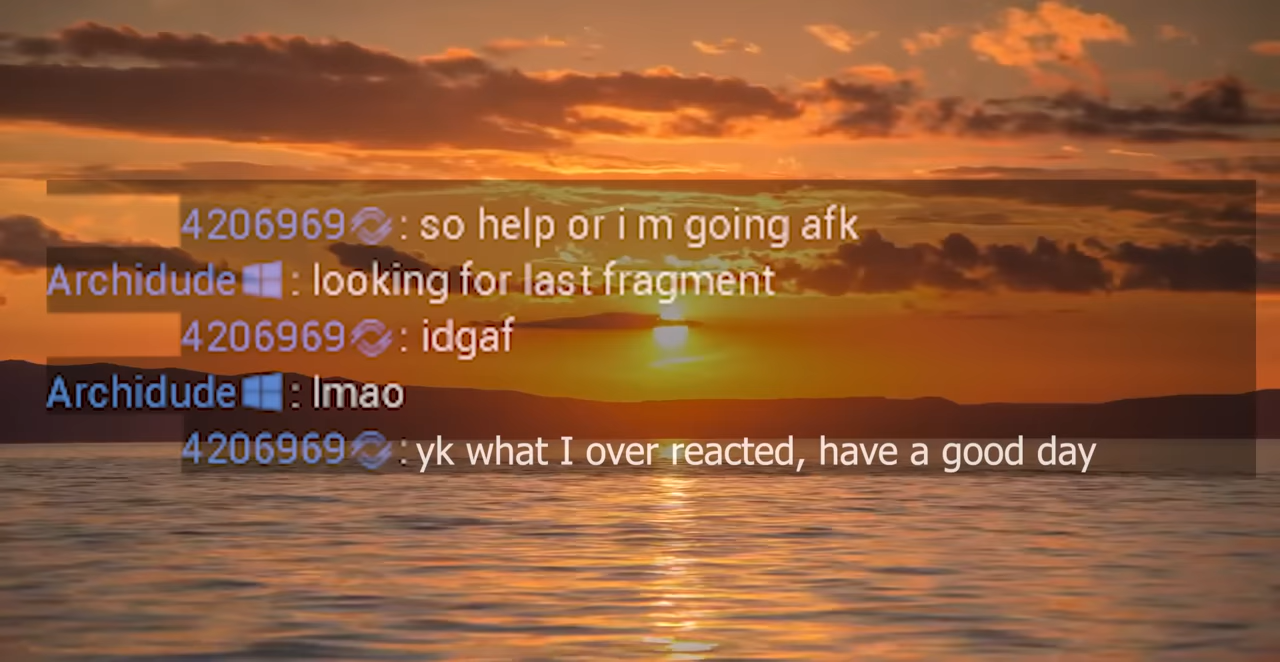 4206969: so help or i m going afk
Archidude: looking for last fragment
4206969: idgaf
Archidude: lmao
4206969: yk what I over reacted, have a good day